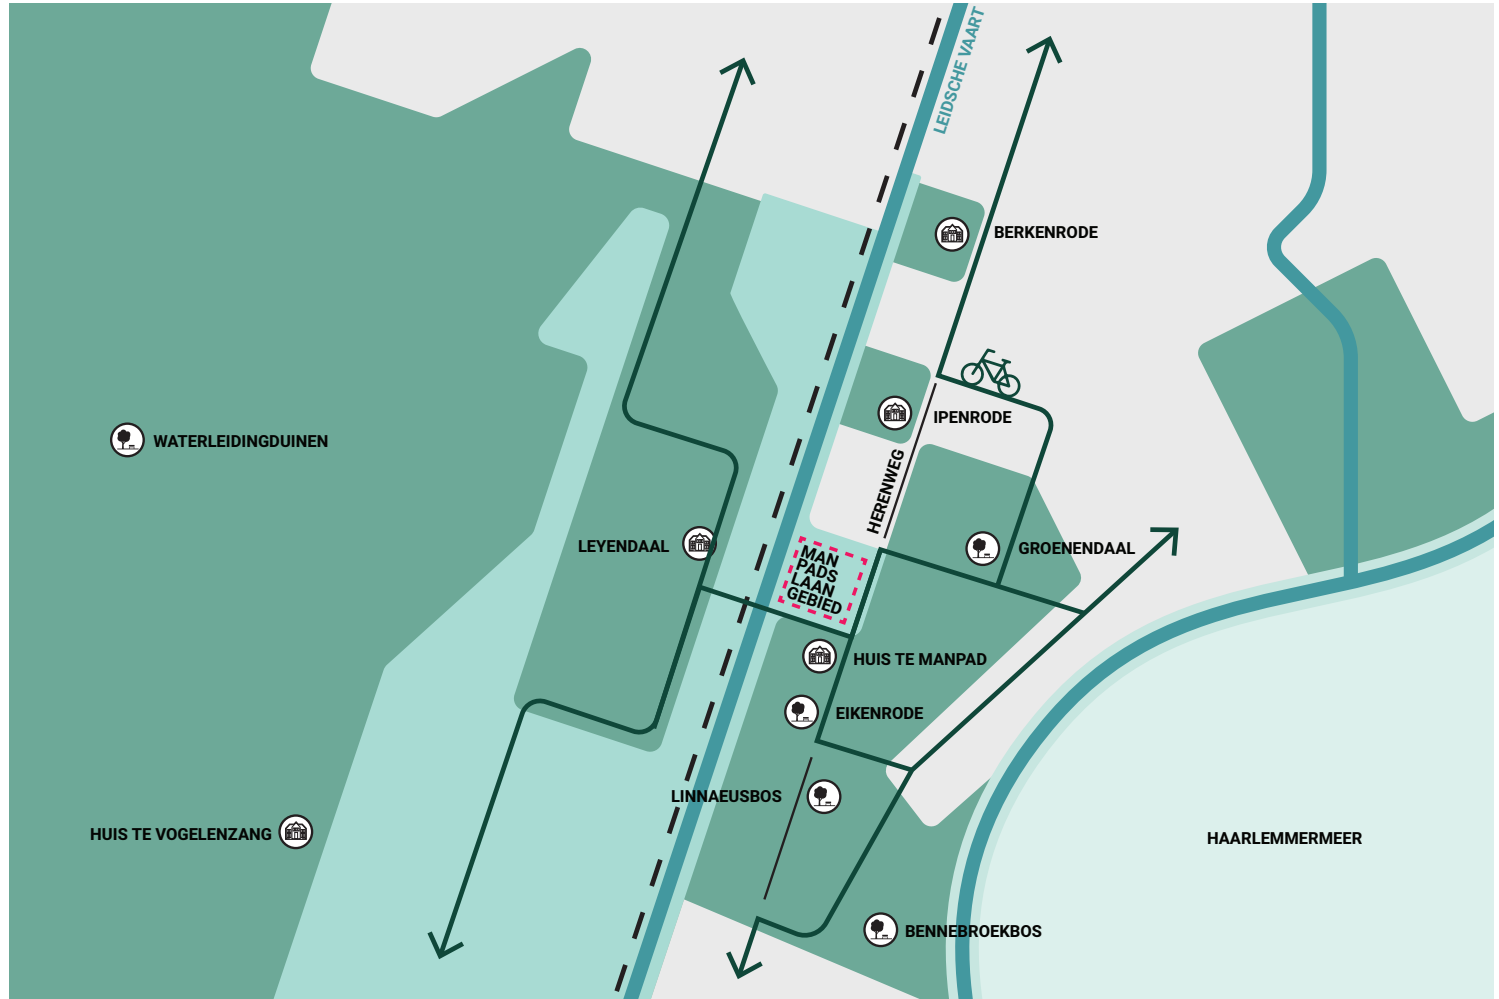 LEIDSCHE VAART
BERKENRODE
IPENRODE
WATERLEIDINGDUINEN
HERENWEG
LEYENDAAL
MAN
PADS
LAAN
GEBIED
GROENENDAAL
HUIS TE MANPAD
EIKENRODE
LINNAEUSBOS
HUIS TE VOGELENZANG
HAARLEMMERMEER
BENNEBROEKBOS